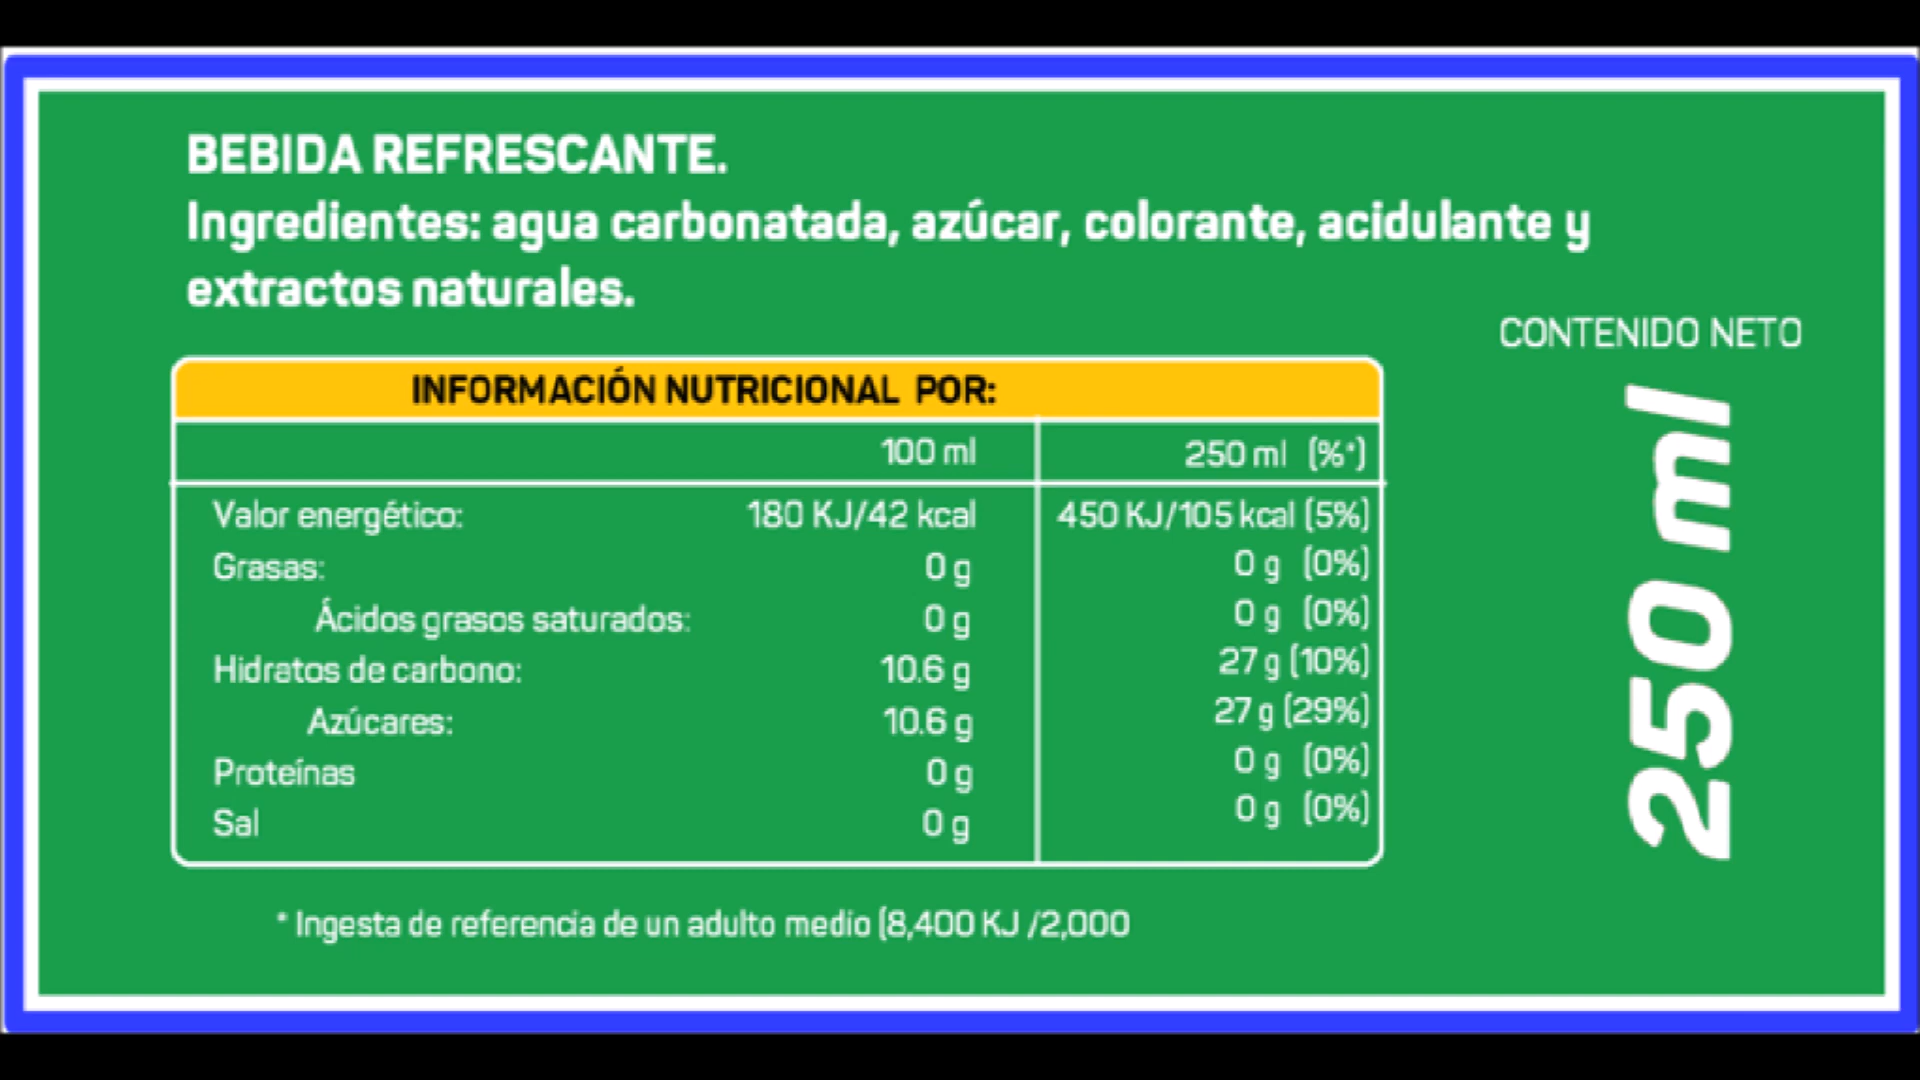 BEBIDA REFRESCANTE.
Ingredientes: agua carbonatada, azúcar, colorante, acidulante y
extractos naturales.
CONTENIDO NETO
250 ml
INFORMACIÓN NUTRICIONAL POR:
100 ml 250 ml (%*)
Valor energético: 180 KJ/42 kcal 450 KJ/105 kcal (5%)
Grasas: 0 g 0 g (0%)
Ácidos grasos saturados: 0 g 0 g (0%)
Hidratos de carbono: 10.6 g 27 g (10%)
Azúcares: 10.6 g 27 g (29%)
Proteínas 0 g 0 g (0%)
Sal 0 g 0 g (0%)
* Ingesta de referencia de un adulto medio (8,400 KJ /2,000